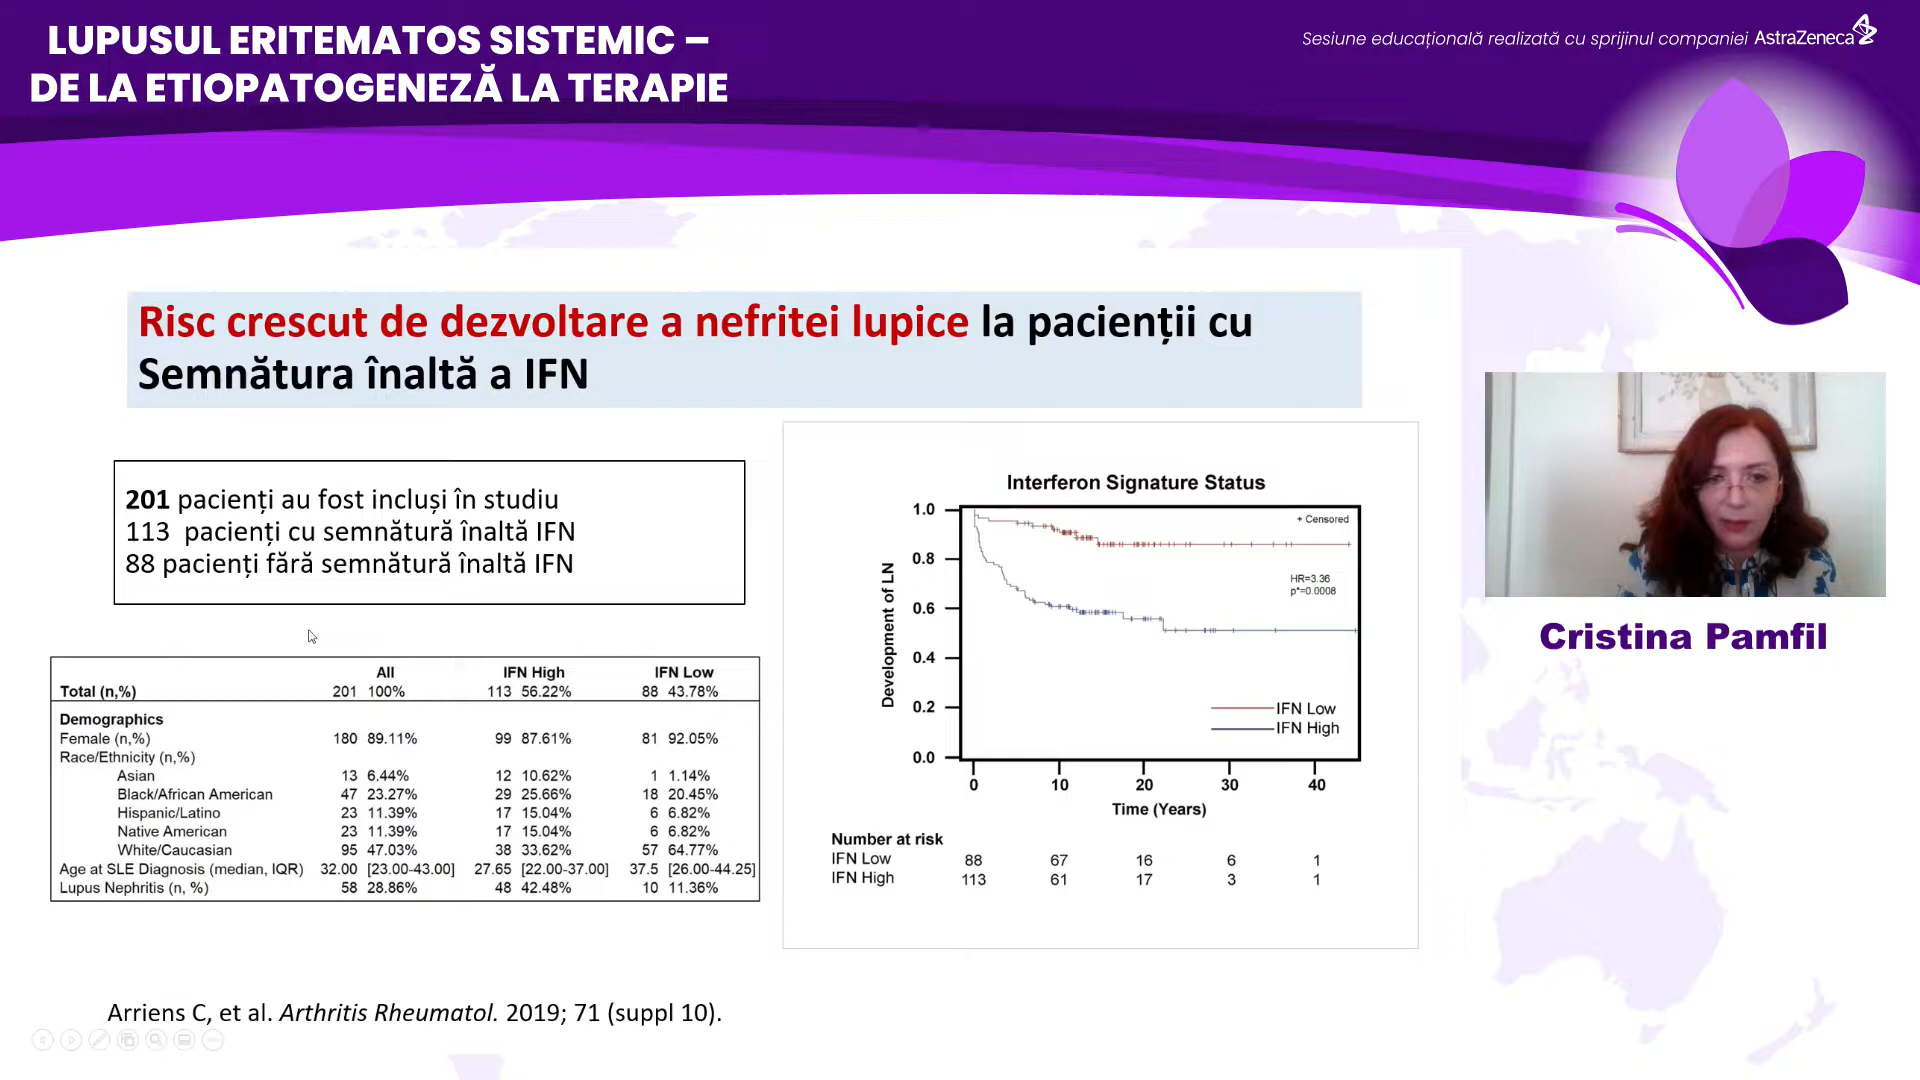 LUPUSUL ERITEMATOS SISTEMIC –
DE LA ETIOPATOGENEZĂ LA TERAPIE
Sesiune educațională realizată cu sprijinul companiei AstraZeneca
Risc crescut de dezvoltare a nefritei lupice la pacienții cu
Semnătura înaltă a IFN
201 pacienți au fost incluși în studiu
113 pacienți cu semnătură înaltă IFN
88 pacienți fără semnătură înaltă IFN
All IFN High IFN Low
Total (n,%) 201 100% 113 56.22% 88 43.78%
Demographics
Female (n,%) 180 89.11% 99 87.61% 81 92.05%
Race/Ethnicity (n,%)
Asian 13 6.44% 12 10.62% 1 1.14%
Black/African American 47 23.27% 29 25.66% 18 20.45%
Hispanic/Latino 23 11.39% 17 15.04% 6 6.82%
Native American 23 11.39% 17 15.04% 6 6.82%
White/Caucasian 95 47.03% 38 33.62% 57 64.77%
Age at SLE Diagnosis (median, IQR) 32.00 [23.00-43.00] 27.65 [22.00-37.00] 37.5 [26.00-44.25]
Lupus Nephritis (n, %) 58 28.86% 48 42.48% 10 11.36%
Interferon Signature Status
+ Censored
HR=3.36
p*=0.0008
IFN Low
IFN High
Development of LN
1.0
0.8
0.6
0.4
0.2
0.0
0 10 20 30 40
Time (Years)
Number at risk
IFN Low 88 67 16 6 1
IFN High 113 61 17 3 1
Cristina Pamfil
Arriens C, et al. Arthritis Rheumatol. 2019; 71 (suppl 10).